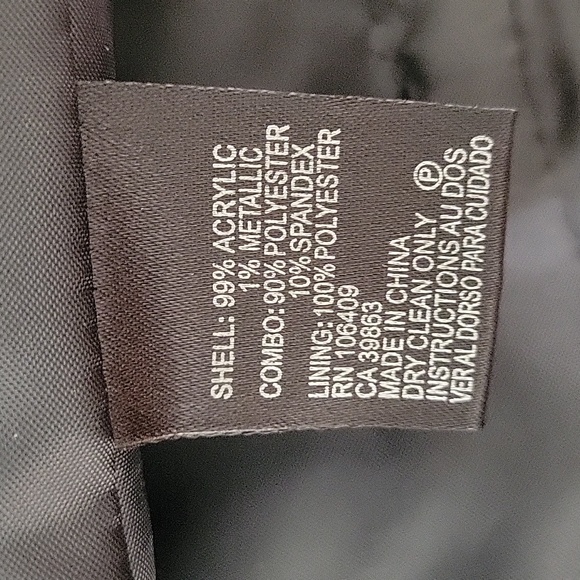 SHELL: 99% ACRYLIC
1% METALLIC
COMBO: 90% POLYESTER
10% SPANDEX
LINING: 100% POLYESTER
RN 106409
CA 39863
MADE IN CHINA
DRY CLEAN ONLY Ⓟ
INSTRUCTIONS AU DOS
VER AL DORSO PARA CUIDADO